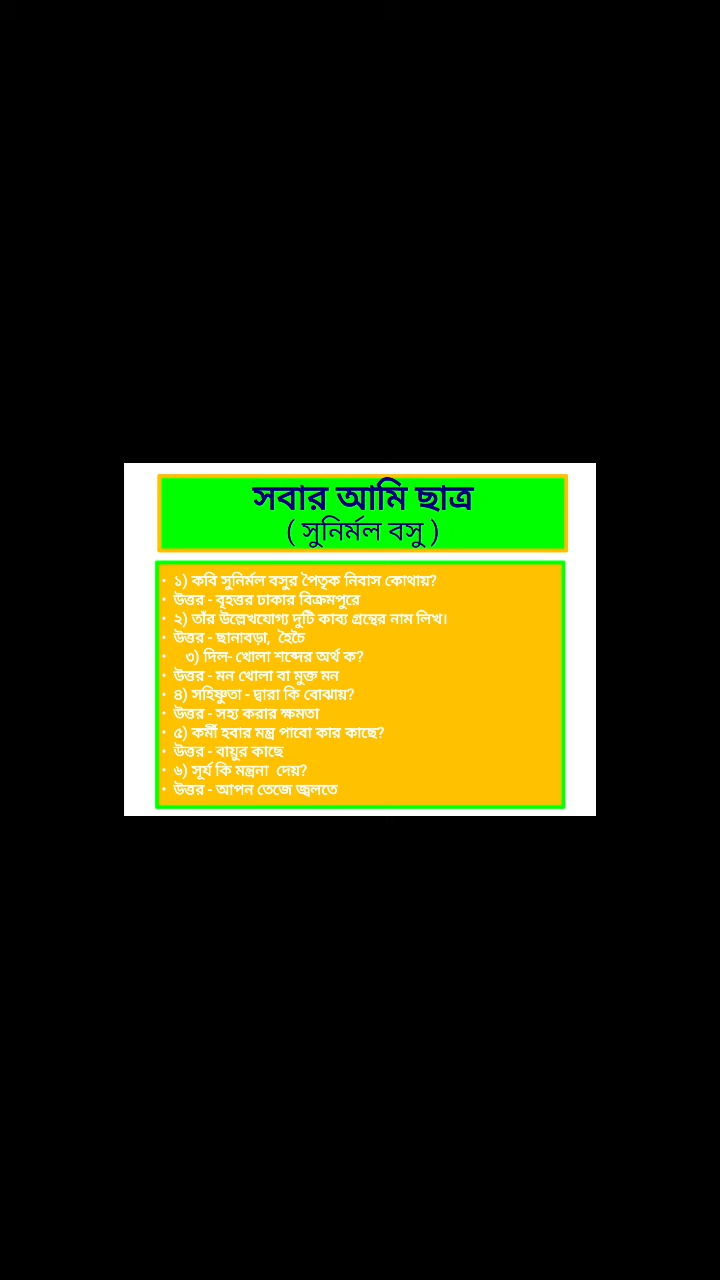 সবার আমি ছাত্র
( সুনির্মল বসু )
• ১) কবি সুনির্মল বসুর পৈতৃক নিবাস কোথায়?
• উত্তর - বৃহত্তর ঢাকার বিক্রমপুরে
• ২) তাঁর উল্লেখযোগ্য দুটি কাব্য গ্রন্থের নাম লিখ।
• উত্তর - ছানাবড়া, হৈচৈ
• ৩) দিল- খোলা শব্দের অর্থ ক?
• উত্তর - মন খোলা বা মুক্ত মন
• ৪) সহিষ্ণুতা - দ্বারা কি বোঝায়?
• উত্তর - সহ্য করার ক্ষমতা
• ৫) কর্মী হবার মন্ত্র পাবো কার কাছে?
• উত্তর - বায়ুর কাছে
• ৬) সূর্য কি মন্ত্রনা দেয়?
• উত্তর - আপন তেজে জ্বলতে